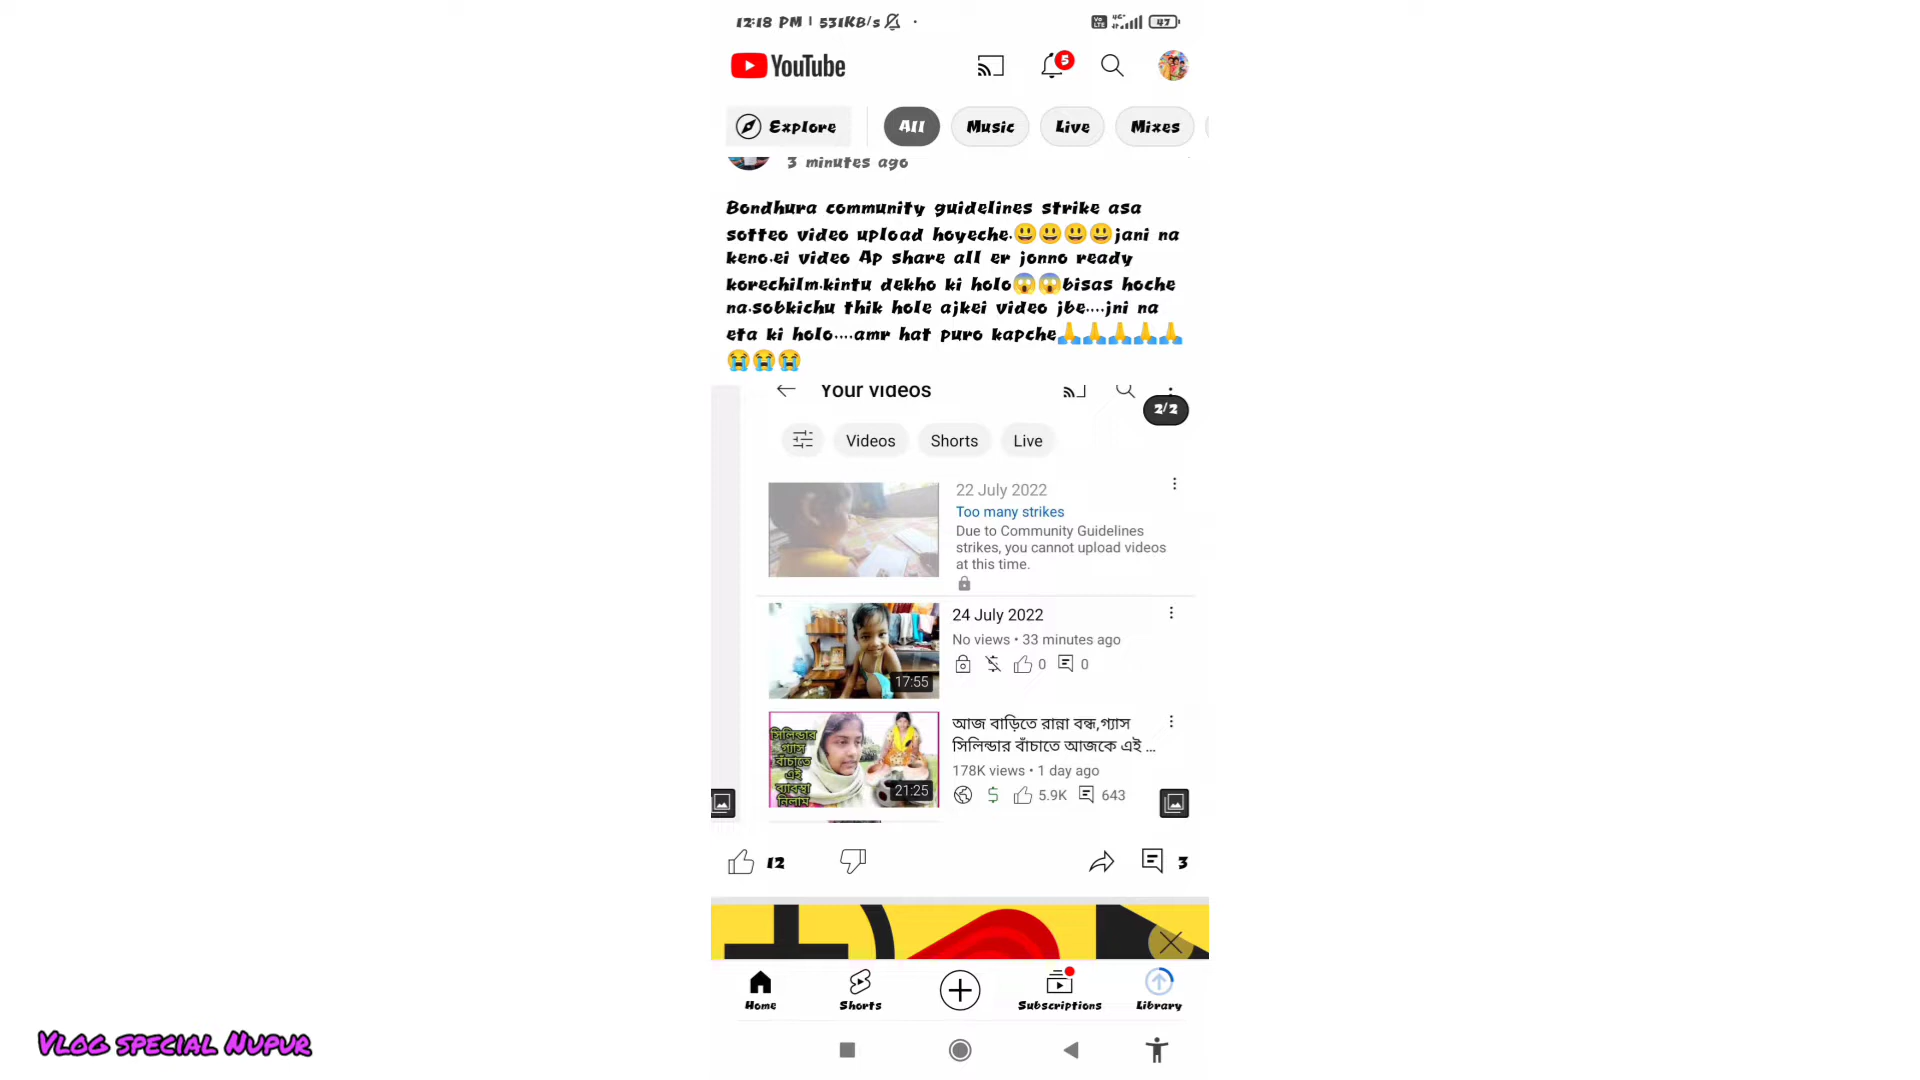 12:18 PM | 531KB/s
Vo LTE
4G+
47
YouTube
5
Explore
All
Music
Live
Mixes
3 minutes ago
Bondhura community guidelines strike asa
sotteo video upload hoyeche.😃😃😃😃jani na
keno.ei video Ap share all er jonno ready
korechilm.kintu dekho ki holo😱😱bisas hoche
na.sobkichu thik hole ajkei video jbe....jni na
eta ki holo....amr hat puro kapche🙏🙏🙏🙏🙏
😭😭😭
Your videos
2/2
Videos
Shorts
Live
22 July 2022
Too many strikes
Due to Community Guidelines
strikes, you cannot upload videos
at this time.
24 July 2022
No views • 33 minutes ago
0
0
17:55
আজ বাড়িতে রান্না বন্ধ,গ্যাস
সিলিন্ডার বাঁচাতে আজকে এই ...
178K views • 1 day ago
5.9K
643
সিলিন্ডার
গ্যাস
বাঁচাতে
এই
ব্যাবস্থা
নিলাম
21:25
12
3
Home
Shorts
Subscriptions
Library
Vlog special Nupur